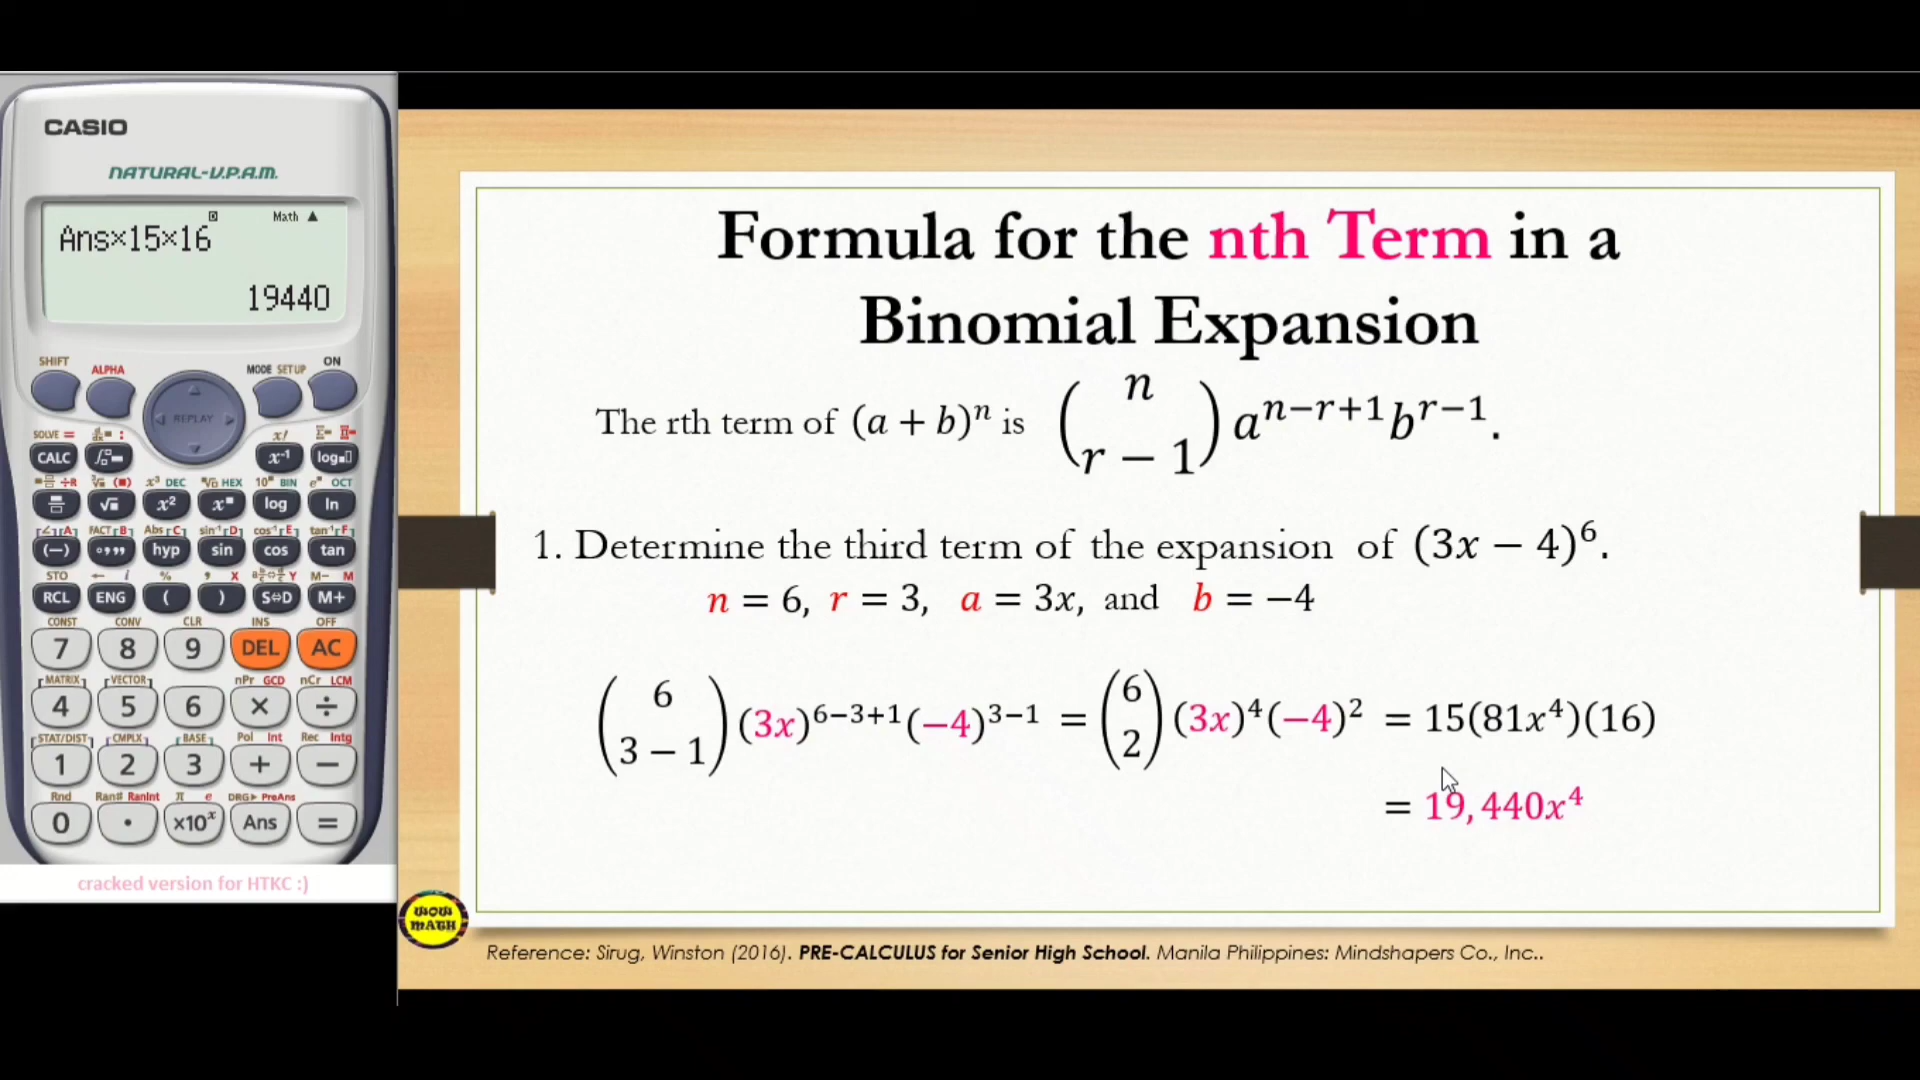 CASIO
NATURAL-V.P.A.M.
D Math ▲
Ans×15×16
19440
SHIFT ALPHA MODE SETUP ON
REPLAY
SOLVE = : x! Σ
CALC x⁻¹ log
÷R x³ DEC HEX 10 BIN e OCT
√ x² x log ln
A FACT B Abs C sin⁻¹ D cos⁻¹ E tan⁻¹ F
(−) °,,, hyp sin cos tan
STO ← i % , X Y M− M
RCL ENG ( ) S⇔D M+
CONST CONV CLR INS OFF
7 8 9 DEL AC
MATRIX VECTOR nPr GCD nCr LCM
4 5 6 × ÷
STAT/DIST CMPLX BASE Pol Int Rec Intg
1 2 3 + −
Rnd Ran# RanInt π e DRG▸ PreAns
0 . ×10ˣ Ans =
cracked version for HTKC :)
Formula for the nth Term in a
Binomial Expansion
The rth term of (a + b)ⁿ is (n r − 1) aⁿ⁻ʳ⁺¹bʳ⁻¹.
1. Determine the third term of the expansion of (3x − 4)⁶.
n = 6, r = 3, a = 3x, and b = −4
(6 3 − 1) (3x)⁶⁻³⁺¹(−4)³⁻¹ = (6 2) (3x)⁴(−4)² = 15(81x⁴)(16)
= 19,440x⁴
WOW
MATH
Reference: Sirug, Winston (2016). PRE-CALCULUS for Senior High School. Manila Philippines: Mindshapers Co., Inc..